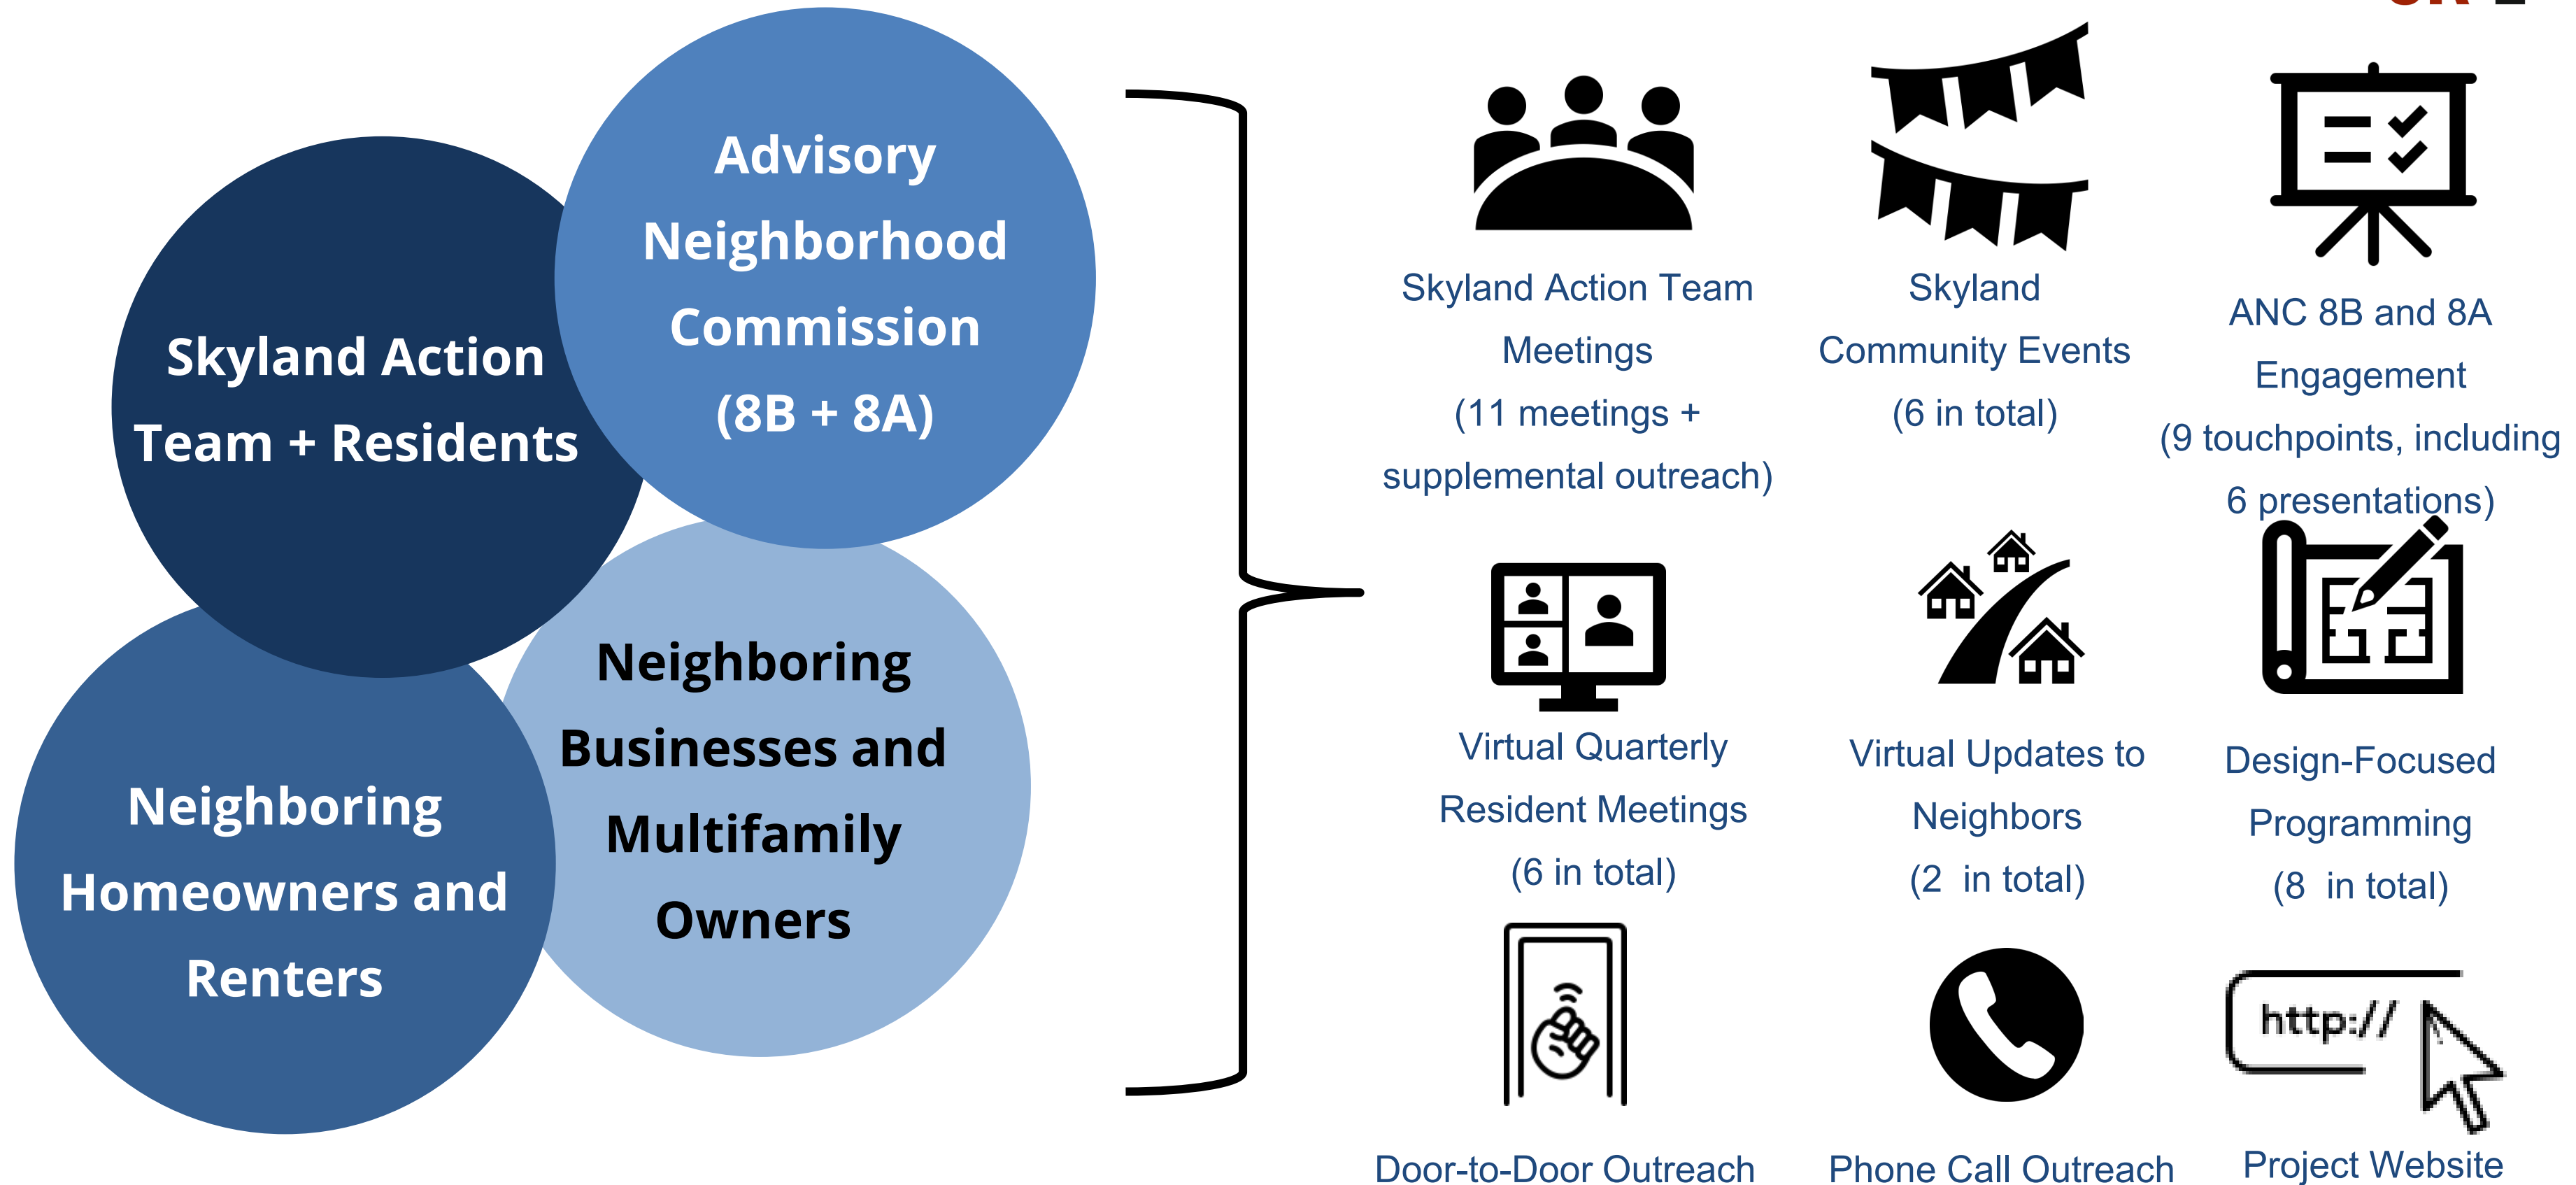 Skyland Action
Team + Residents
Advisory
Neighborhood
Commission
(8B + 8A)
Neighboring
Homeowners and
Renters
Neighboring
Businesses and
Multifamily
Owners
Skyland Action Team
Meetings
(11 meetings +
supplemental outreach)
Skyland
Community Events
(6 in total)
ANC 8B and 8A
Engagement
(9 touchpoints, including
6 presentations)
Virtual Quarterly
Resident Meetings
(6 in total)
Virtual Updates to
Neighbors
(2  in total)
Design-Focused
Programming
(8  in total)
Door-to-Door Outreach
Phone Call Outreach
http://
Project Website